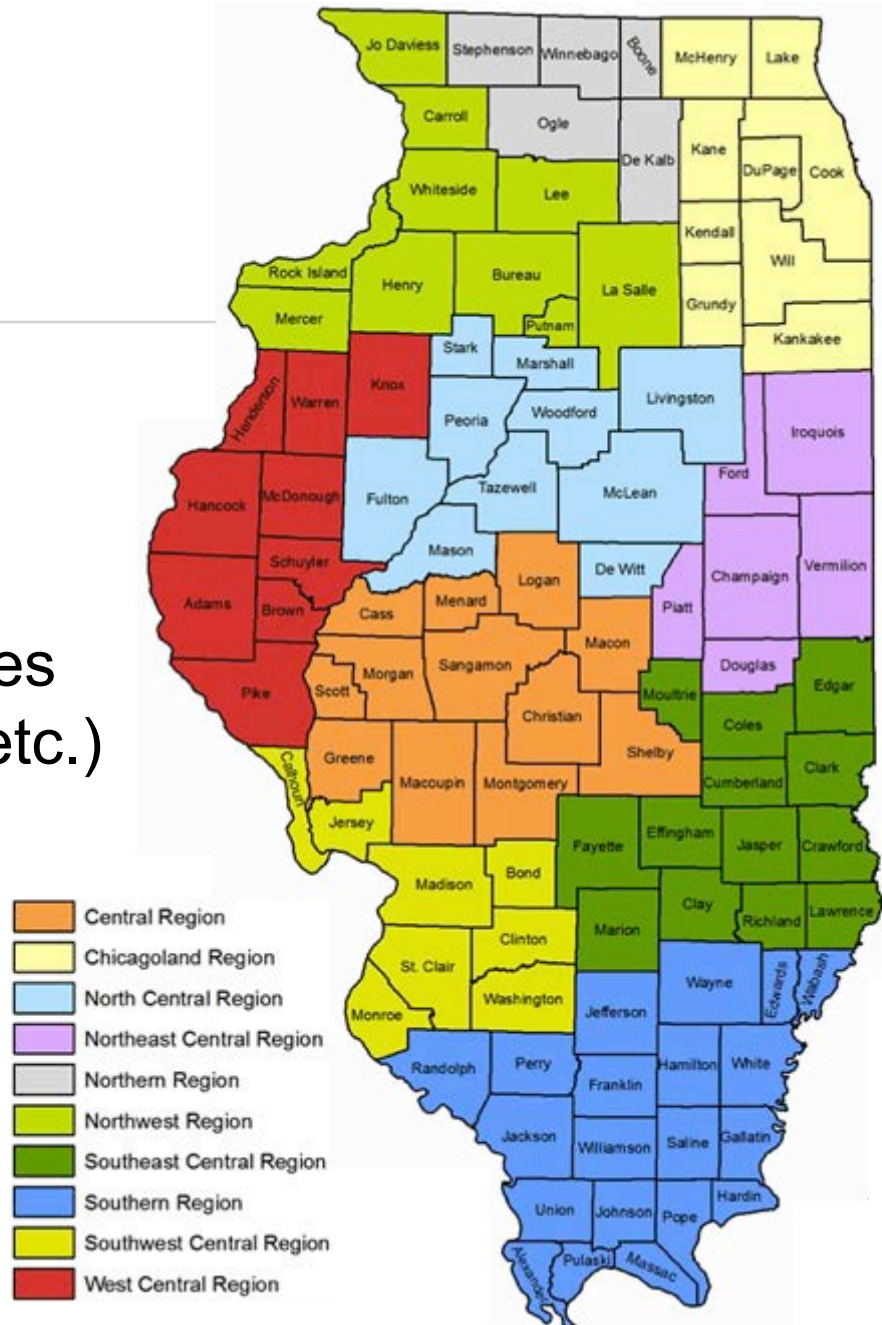 es
etc.)
Jo Daviess
Stephenson
Winnebago
Boone
McHenry
Lake
Carroll
Ogle
De Kalb
Kane
DuPage
Cook
Whiteside
Lee
Kendall
Will
Rock Island
Henry
Bureau
La Salle
Grundy
Mercer
Putnam
Kankakee
Stark
Marshall
Henderson
Warren
Knox
Peoria
Woodford
Livingston
Iroquois
Ford
Hancock
McDonough
Fulton
Tazewell
McLean
Mason
Schuyler
Logan
De Witt
Champaign
Vermilion
Adams
Brown
Cass
Menard
Piatt
Macon
Pike
Scott
Morgan
Sangamon
Douglas
Edgar
Moultrie
Christian
Coles
Shelby
Calhoun
Greene
Macoupin
Montgomery
Cumberland
Clark
Jersey
Fayette
Effingham
Jasper
Crawford
Madison
Bond
Clay
Richland
Lawrence
Marion
Clinton
St. Clair
Washington
Wayne
Edwards
Wabash
Monroe
Jefferson
Randolph
Perry
Hamilton
White
Franklin
Jackson
Williamson
Saline
Gallatin
Union
Johnson
Pope
Hardin
Alexander
Pulaski
Massac
Central Region
Chicagoland Region
North Central Region
Northeast Central Region
Northern Region
Northwest Region
Southeast Central Region
Southern Region
Southwest Central Region
West Central Region